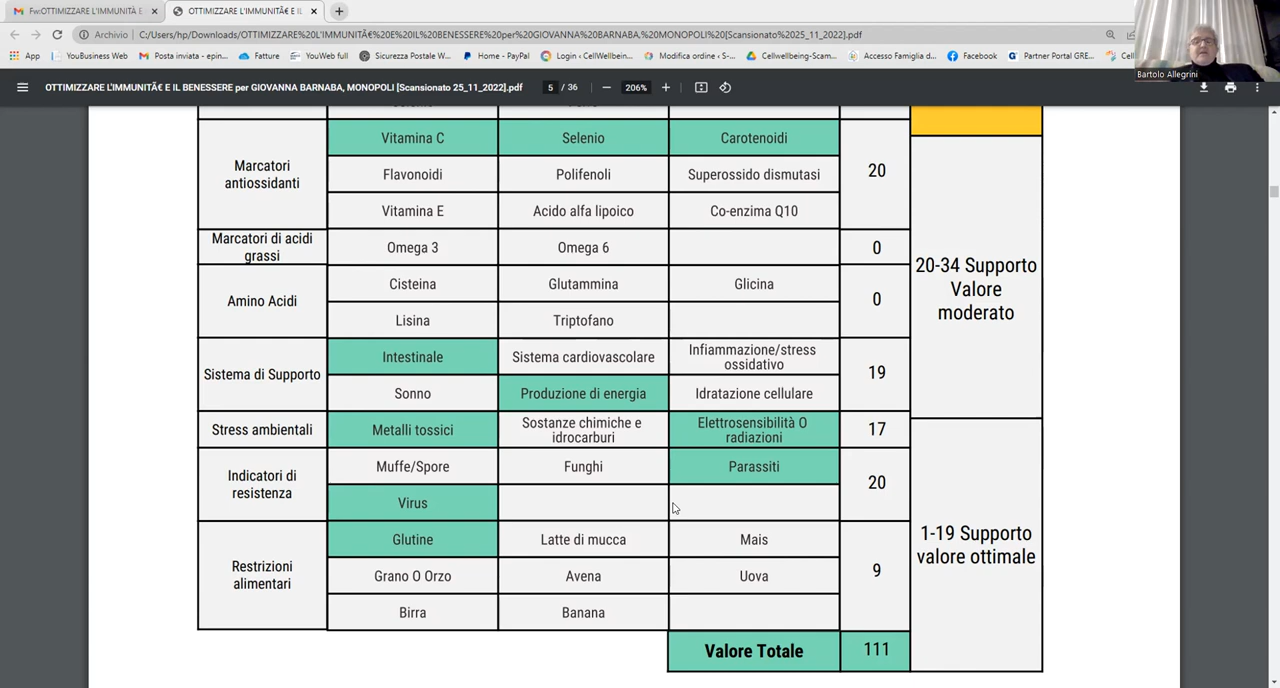 Fw:OTTIMIZZARE L'IMMUNITÀ E
OTTIMIZZARE L'IMMUNITÀ€ E IL
Archivio
C:/Users/hp/Downloads/OTTIMIZZARE%20L'IMMUNITÀ€%20E%20IL%20BENESSERE%20per%20GIOVANNA%20BARNABA,%20MONOPOLI%20[Scansionato%2025_11_2022].pdf
App
YouBusiness Web
Posta inviata - epin...
Fatture
YouWeb full
Sicurezza Postale W...
Home - PayPal
Login ‹ CellWellbein...
Modifica ordine ‹ S...
Cellwellbeing-Scam...
Accesso Famiglia d...
Facebook
Partner Portal GRE...
Bartolo Allegrini
OTTIMIZZARE L'IMMUNITÀ€ E IL BENESSERE per GIOVANNA BARNABA, MONOPOLI [Scansionato 25_11_2022].pdf
5 / 36
206%
Marcatori antiossidanti
Vitamina C
Selenio
Carotenoidi
20
Flavonoidi
Polifenoli
Superossido dismutasi
Vitamina E
Acido alfa lipoico
Co-enzima Q10
Marcatori di acidi grassi
Omega 3
Omega 6
0
Amino Acidi
Cisteina
Glutammina
Glicina
0
Lisina
Triptofano
Sistema di Supporto
Intestinale
Sistema cardiovascolare
Infiammazione/stress ossidativo
19
Sonno
Produzione di energia
Idratazione cellulare
Stress ambientali
Metalli tossici
Sostanze chimiche e idrocarburi
Elettrosensibilità O radiazioni
17
Indicatori di resistenza
Muffe/Spore
Funghi
Parassiti
20
Virus
Restrizioni alimentari
Glutine
Latte di mucca
Mais
9
Grano O Orzo
Avena
Uova
Birra
Banana
Valore Totale
111
20-34 Supporto
Valore
moderato
1-19 Supporto
valore ottimale